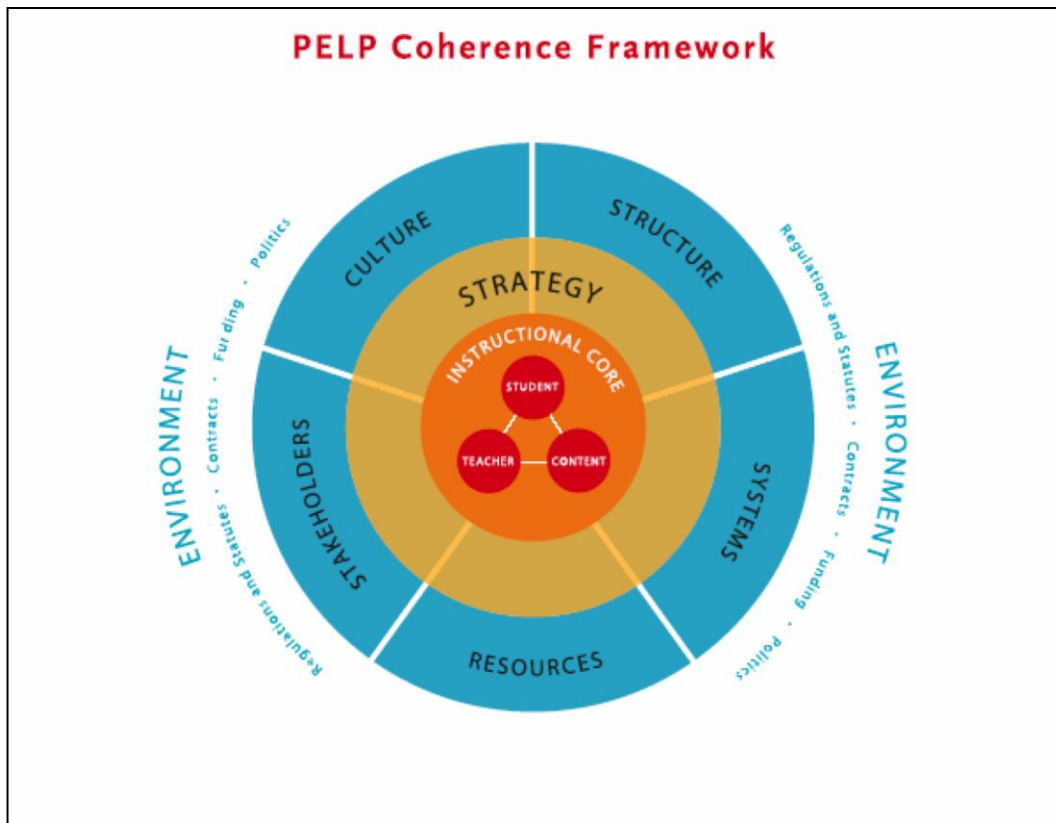 PELP Coherence Framework
CULTURE
STRUCTURE
STRATEGY
INSTRUCTIONAL CORE
STUDENT
TEACHER
CONTENT
STAKEHOLDERS
SYSTEMS
RESOURCES
ENVIRONMENT
Regulations and Statutes · Contracts · Funding · Politics
ENVIRONMENT
Regulations and Statutes · Contracts · Funding · Politics